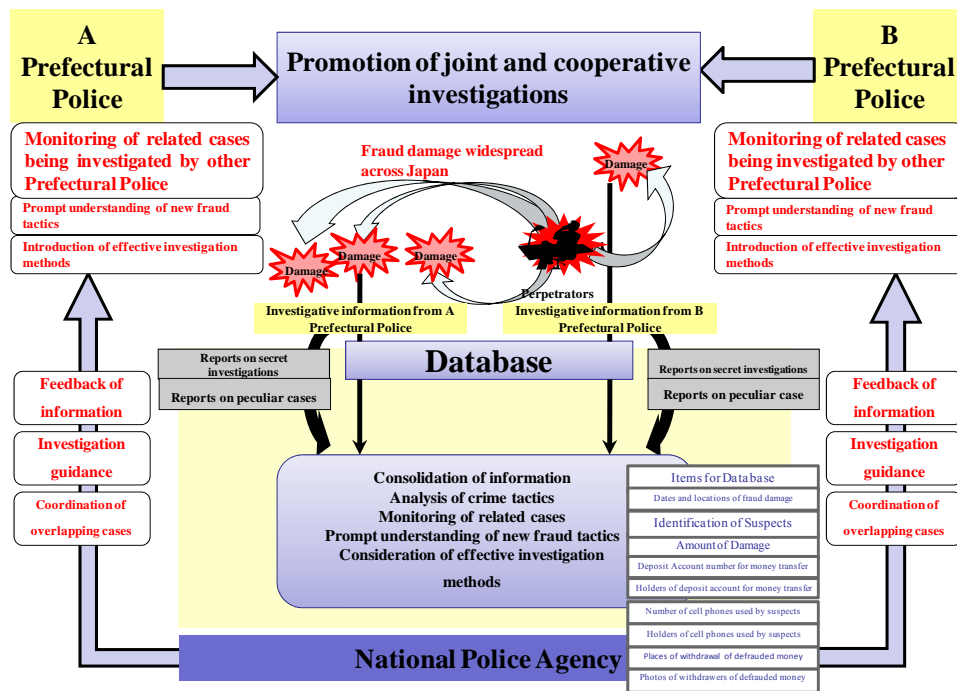 A
Prefectural
Police
Promotion of joint and cooperative
investigations
B
Prefectural
Police
Monitoring of related cases
being investigated by other
Prefectural Police
Prompt understanding of new fraud
tactics
Introduction of effective investigation
methods
Fraud damage widespread
across Japan
Damage
Damage
Damage
Damage
Perpetrators
Monitoring of related cases
being investigated by other
Prefectural Police
Prompt understanding of new fraud
tactics
Introduction of effective investigation
methods
Investigative information from A
Prefectural Police
Investigative information from B
Prefectural Police
Reports on secret
investigations
Reports on peculiar cases
Database
Reports on secret investigations
Reports on peculiar case
Feedback of
information
Investigation
guidance
Coordination of
overlapping cases
Feedback of
information
Investigation
guidance
Coordination of
overlapping cases
Consolidation of information
Analysis of crime tactics
Monitoring of related cases
Prompt understanding of new fraud tactics
Consideration of effective investigation
methods
Items for Database
Dates and locations of fraud damage
Identification of Suspects
Amount of Damage
Deposit Account number for money transfer
Holders of deposit account for money transfer
Number of cell phones used by suspects
Holders of cell phones used by suspects
Places of withdrawal of defrauded money
Photos of withdrawers of defrauded money
National Police Agency